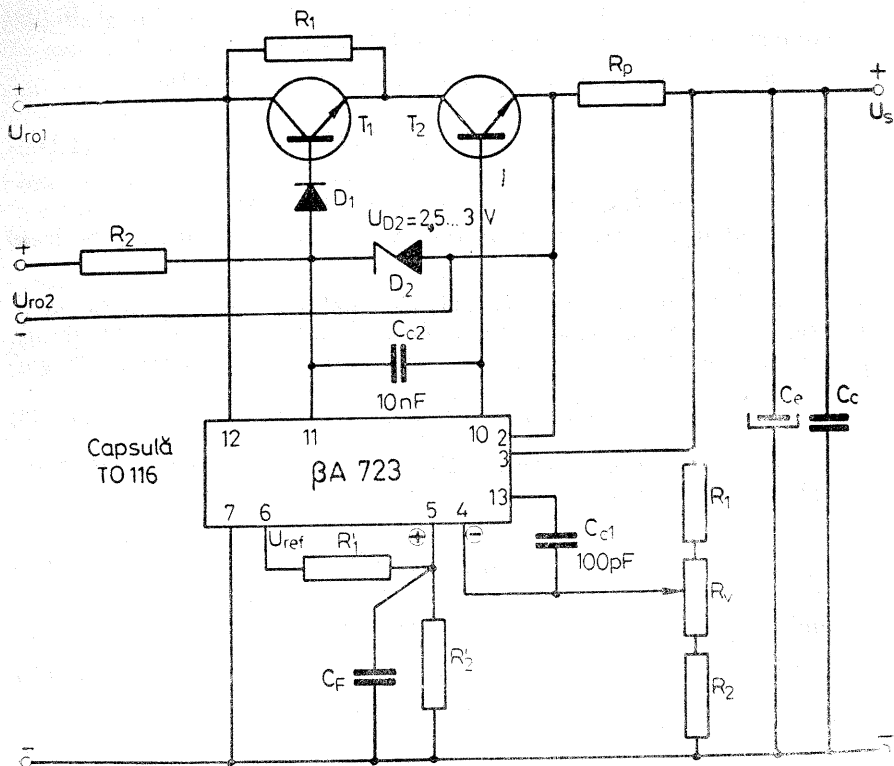 R1
Rp
+
+
Uro1
T1
T2
Us
D1
UD2=2,5...3 V
+
R2
D2
Uro2
-
Cc2
10nF
Ce
Cc
Capsulă
TO 116
12
11
10
2
3
βA 723
13
7
6
5
4
Uref
+
-
R'1
Cc1
100pF
R1
Rv
CF
R'2
R2
-
-